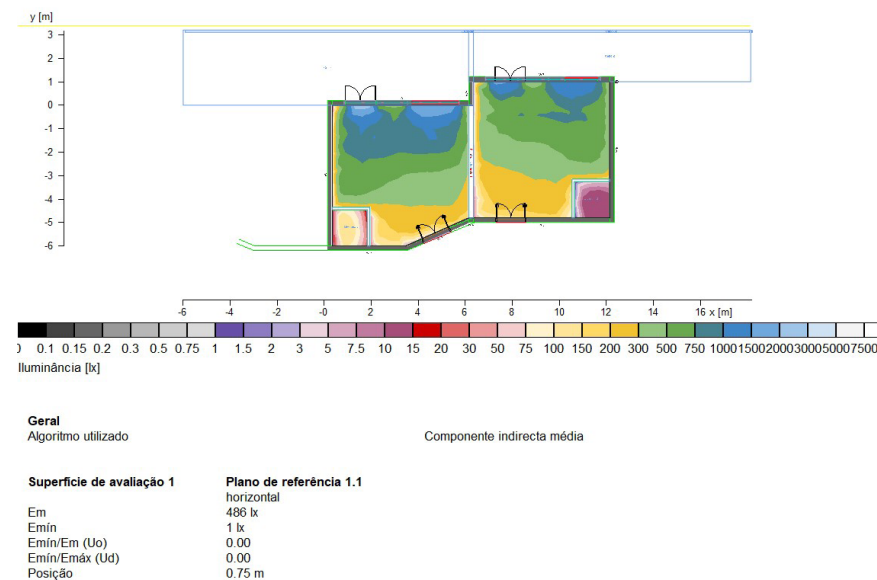 y [m]
3
2
1
0
-1
-2
-3
-4
-5
-6
-6 -4 -2 -0 2 4 6 8 10 12 14 16 x [m]
0.1 0.15 0.2 0.3 0.5 0.75 1 1.5 2 3 5 7.5 10 15 20 30 50 75 100 150 200 300 500 750 1000 1500 2000 3000 5000 7500
Iluminância [lx]
Geral
Algoritmo utilizado Componente indirecta média
Superfície de avaliação 1 Plano de referência 1.1
horizontal
Em 486 lx
Emín 1 lx
Emín/Em (Uo) 0.00
Emín/Emáx (Ud) 0.00
Posição 0.75 m